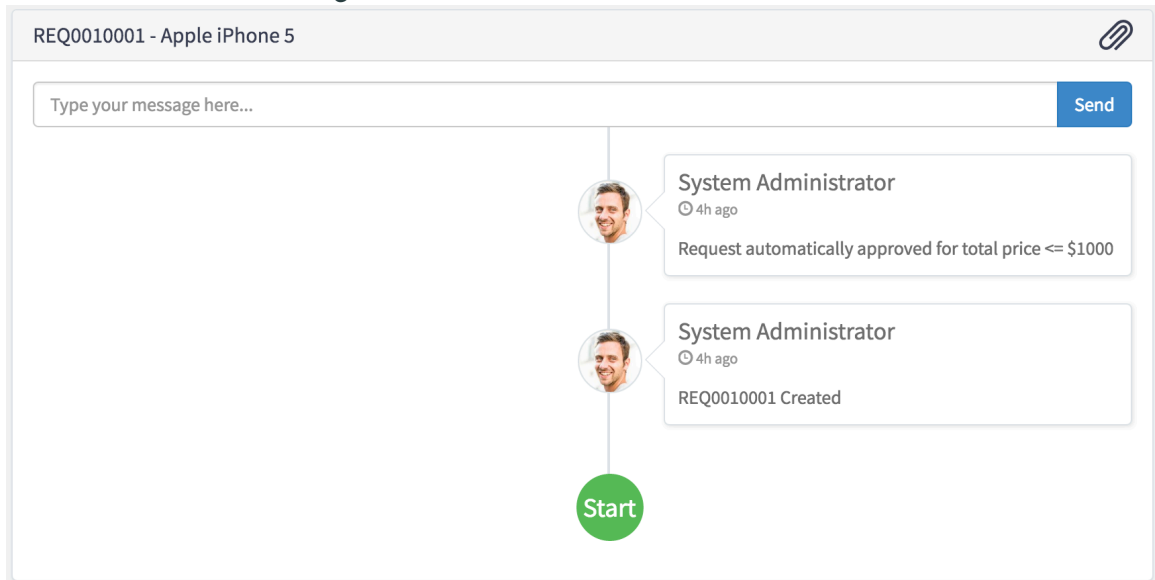 REQ0010001 - Apple iPhone 5
Type your message here...
Send
System Administrator
4h ago
Request automatically approved for total price <= $1000
System Administrator
4h ago
REQ0010001 Created
Start